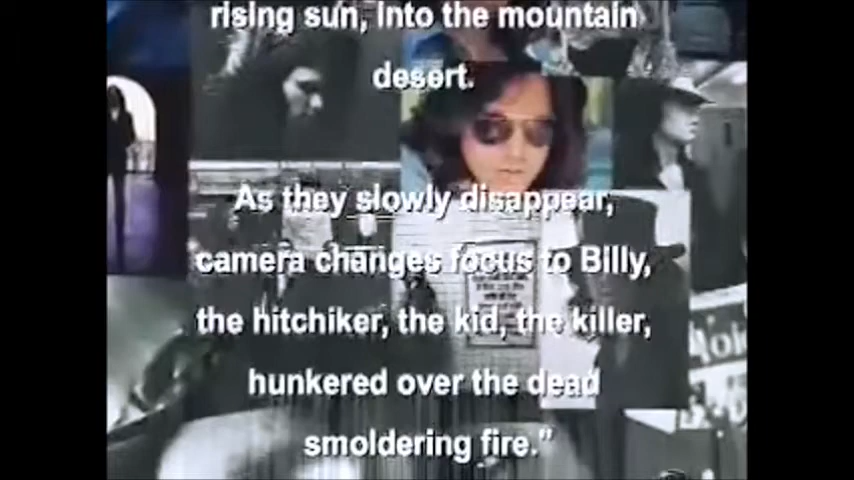 rising sun, into the mountain
desert.
As they slowly disappear,
camera changes focus to Billy,
the hitchiker, the kid, the killer,
hunkered over the dead
smoldering fire."